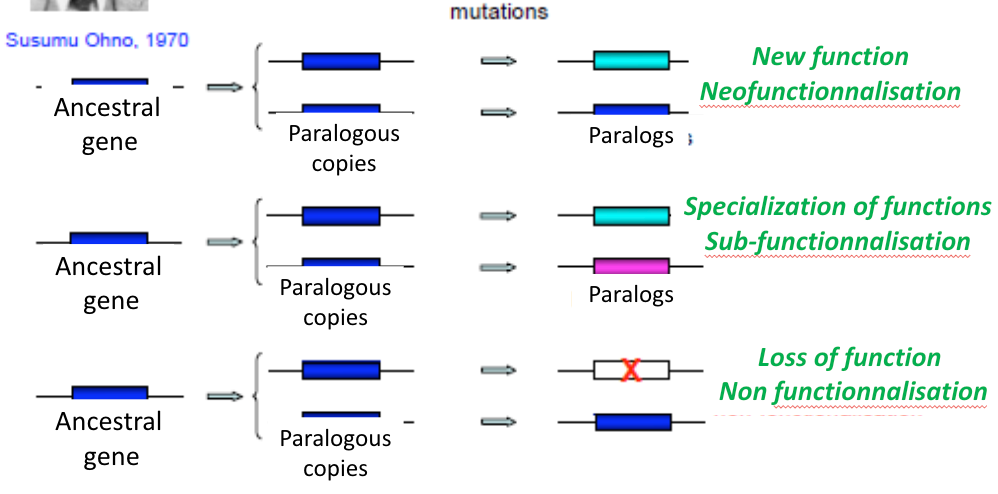 mutations
Susumu Ohno, 1970
New function
Neofunctionnalisation
Ancestral
gene
Paralogous
copies
Paralogs
Specialization of functions
Sub-functionnalisation
Ancestral
gene
Paralogous
copies
Paralogs
Loss of function
Non functionnalisation
X
Ancestral
gene
Paralogous
copies